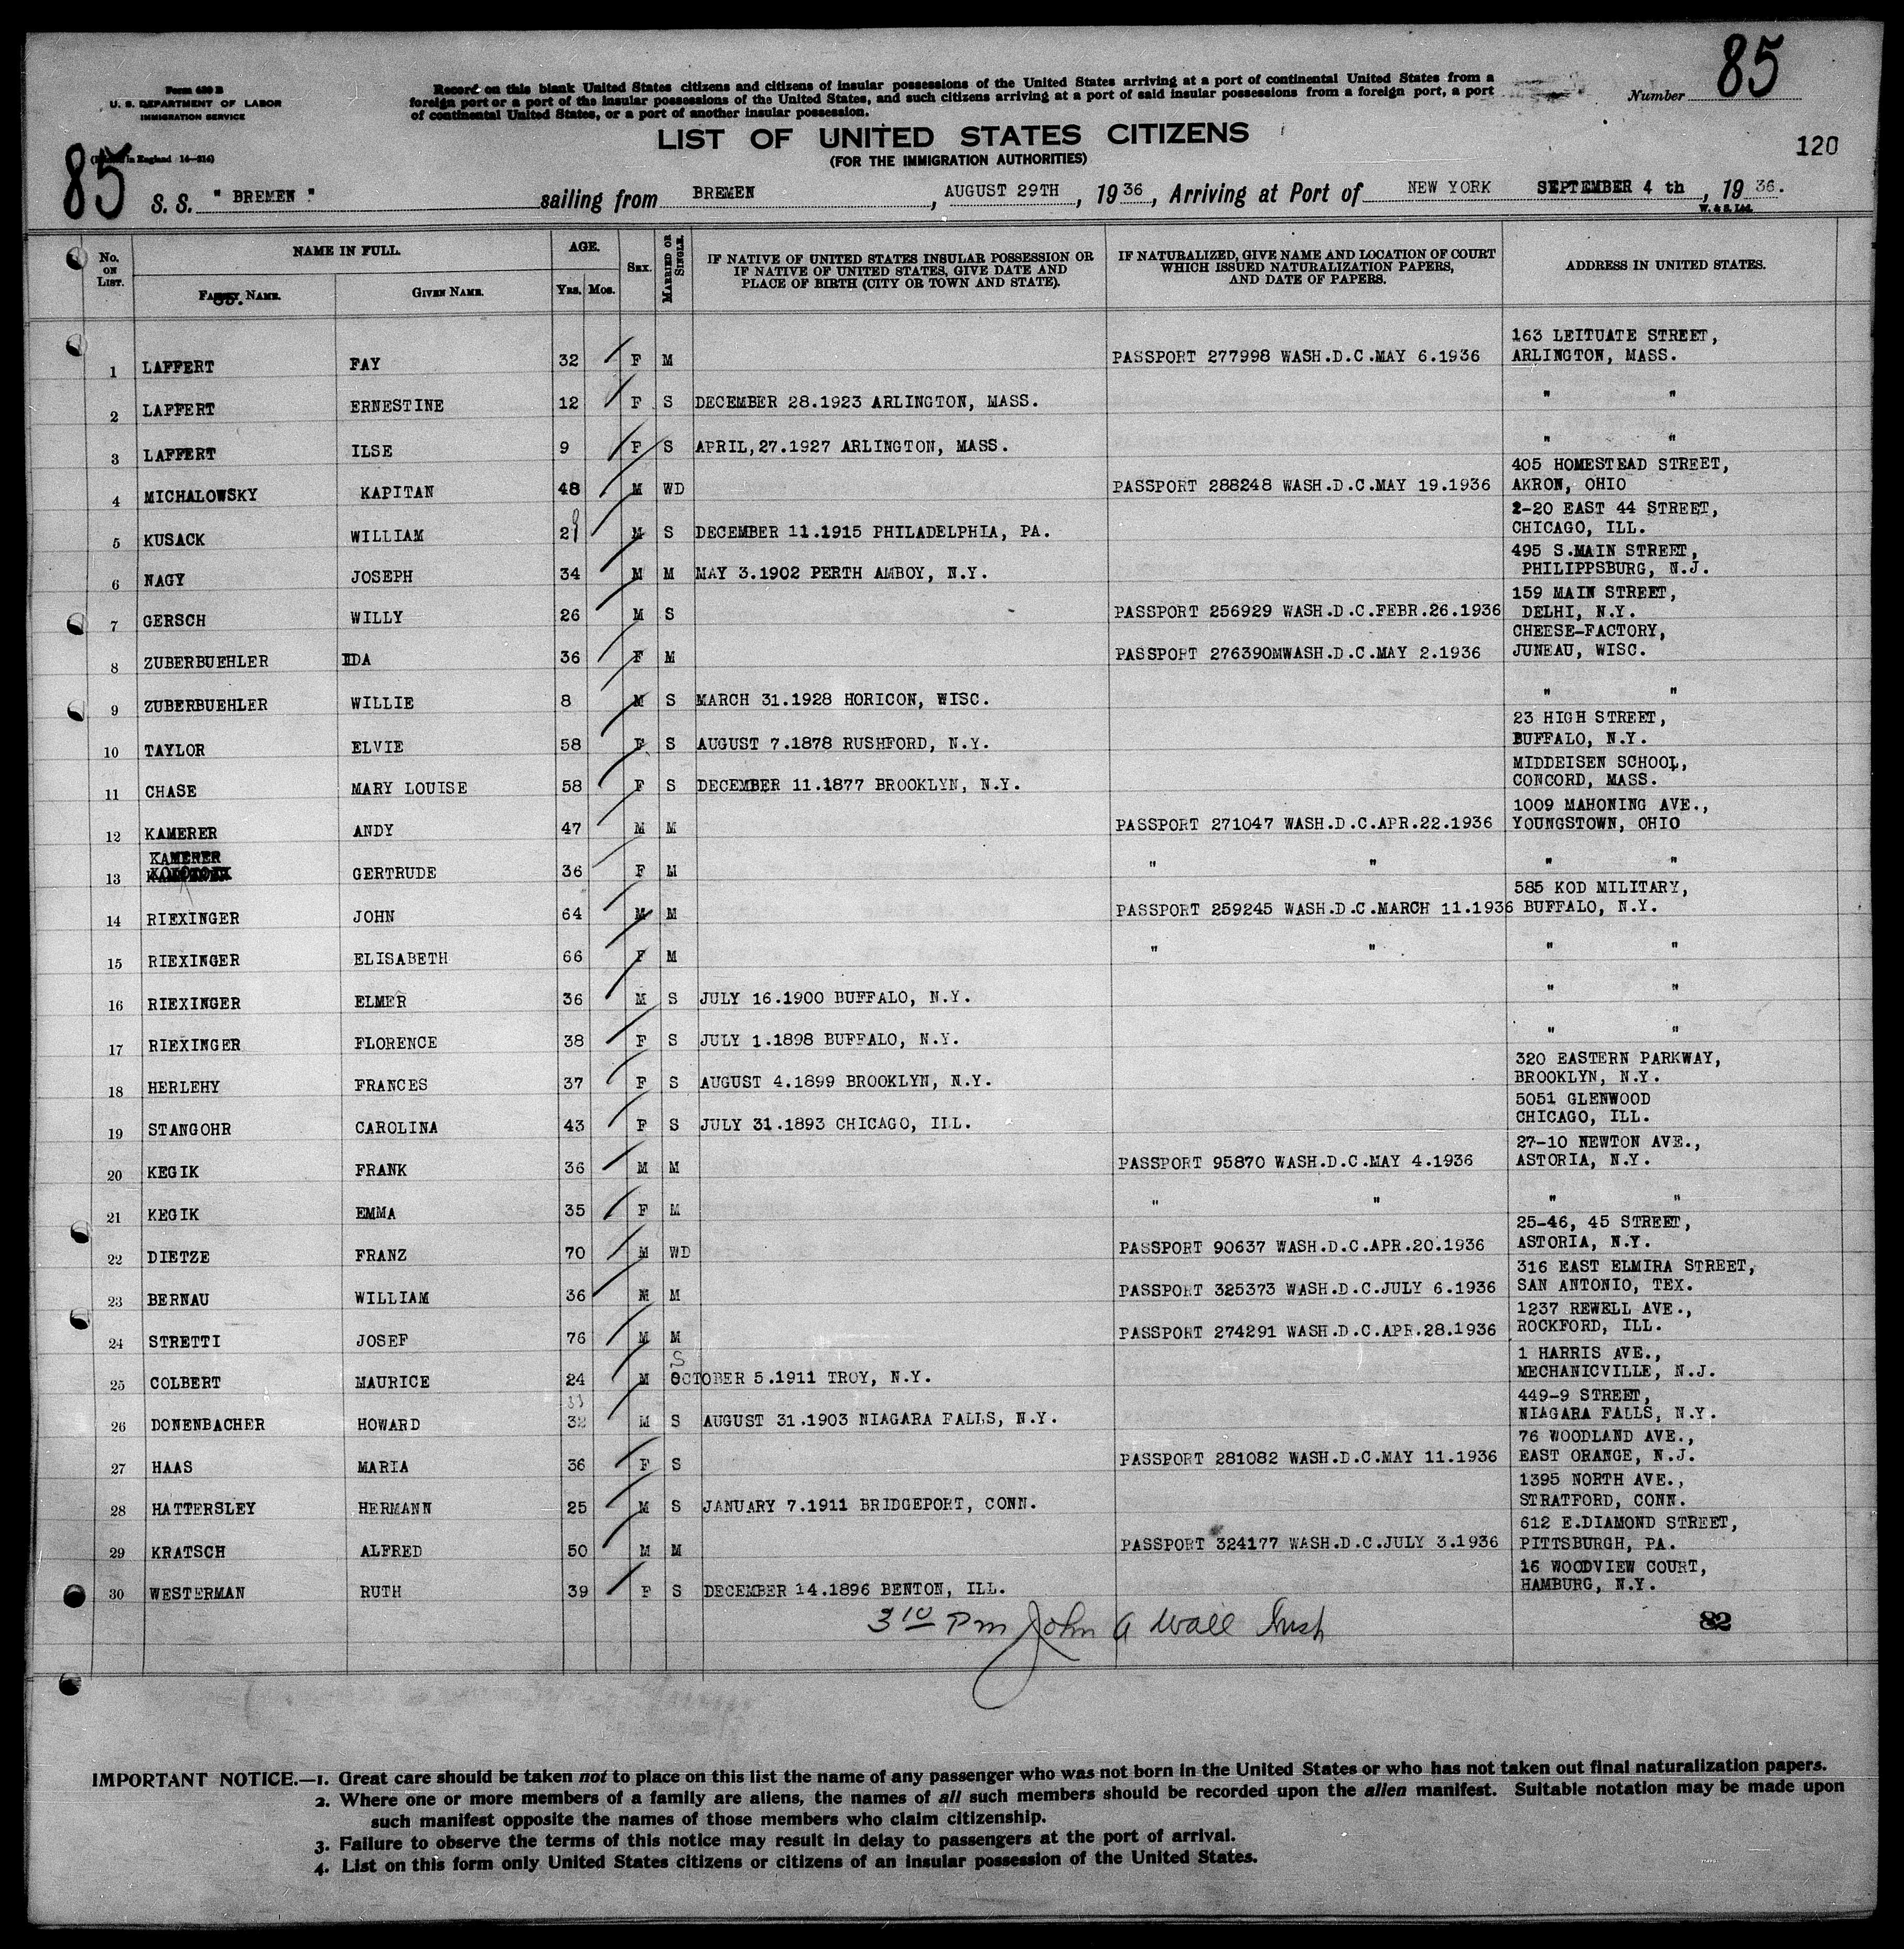 Form 630 B
U. S. DEPARTMENT OF LABOR
IMMIGRATION SERVICE
(Printed in England 14—514)
Record on this blank United States citizens and citizens of insular possessions of the United States arriving at a port of continental United States from a
foreign port or a port of the insular possessions of the United States, and such citizens arriving at a port of said insular possessions from a foreign port, a port
of continental United States, or a port of another insular possession.
Number 85
LIST OF UNITED STATES CITIZENS
(FOR THE IMMIGRATION AUTHORITIES)
120
85 S. S. " BREMEN " sailing from BREMEN, AUGUST 29TH, 1936, Arriving at Port of NEW YORK SEPTEMBER 4 th, 1936.
W. & S. Ltd.
No. ON LIST. NAME IN FULL. AGE. SEX. MARRIED OR SINGLE. IF NATIVE OF UNITED STATES INSULAR POSSESSION OR IF NATIVE OF UNITED STATES, GIVE DATE AND PLACE OF BIRTH (CITY OR TOWN AND STATE). IF NATURALIZED, GIVE NAME AND LOCATION OF COURT WHICH ISSUED NATURALIZATION PAPERS, AND DATE OF PAPERS. ADDRESS IN UNITED STATES.
FAMILY NAME. GIVEN NAME. YRS. MOS.
163 LEITUATE STREET,
1 LAFFERT FAY 32 F M PASSPORT 277998 WASH.D.C.MAY 6.1936 ARLINGTON, MASS.
2 LAFFERT ERNESTINE 12 F S DECEMBER 28.1923 ARLINGTON, MASS. " "
3 LAFFERT ILSE 9 F S APRIL,27.1927 ARLINGTON, MASS. " "
405 HOMESTEAD STREET,
4 MICHALOWSKY KAPITAN 48 M WD PASSPORT 288248 WASH.D.C.MAY 19.1936 AKRON, OHIO
2-20 EAST 44 STREET,
5 KUSACK WILLIAM 29 M S DECEMBER 11.1915 PHILADELPHIA, PA. CHICAGO, ILL.
495 S.MAIN STREET,
6 NAGY JOSEPH 34 M M MAY 3.1902 PERTH AMBOY, N.Y. PHILIPPSBURG, N.J.
159 MAIN STREET,
7 GERSCH WILLY 26 M S PASSPORT 256929 WASH.D.C.FEBR.26.1936 DELHI, N.Y.
CHEESE-FACTORY,
8 ZUBERBUEHLER IDA 36 F M PASSPORT 276390MWASH.D.C.MAY 2.1936 JUNEAU, WISC.
9 ZUBERBUEHLER WILLIE 8 M S MARCH 31.1928 HORICON, WISC. " "
23 HIGH STREET,
10 TAYLOR ELVIE 58 F S AUGUST 7.1878 RUSHFORD, N.Y. BUFFALO, N.Y.
MIDDEISEN SCHOOL,
11 CHASE MARY LOUISE 58 F S DECEMBER 11.1877 BROOKLYN, N.Y. CONCORD, MASS.
1009 MAHONING AVE.,
12 KAMERER ANDY 47 M M PASSPORT 271047 WASH.D.C.APR.22.1936 YOUNGSTOWN, OHIO
13 KAMERER GERTRUDE 36 F M " " " "
585 KOD MILITARY,
14 RIEXINGER JOHN 64 M M PASSPORT 259245 WASH.D.C.MARCH 11.1936 BUFFALO, N.Y.
15 RIEXINGER ELISABETH 66 F M " " " "
16 RIEXINGER ELMER 36 M S JULY 16.1900 BUFFALO, N.Y. " "
17 RIEXINGER FLORENCE 38 F S JULY 1.1898 BUFFALO, N.Y. " "
320 EASTERN PARKWAY,
18 HERLEHY FRANCES 37 F S AUGUST 4.1899 BROOKLYN, N.Y. BROOKLYN, N.Y.
5051 GLENWOOD
19 STANGOHR CAROLINA 43 F S JULY 31.1893 CHICAGO, ILL. CHICAGO, ILL.
27-10 NEWTON AVE.,
20 KEGIK FRANK 36 M M PASSPORT 95870 WASH.D.C.MAY 4.1936 ASTORIA, N.Y.
21 KEGIK EMMA 35 F M " " " "
25-46, 45 STREET,
22 DIETZE FRANZ 70 M WD PASSPORT 90637 WASH.D.C.APR.20.1936 ASTORIA, N.Y.
316 EAST ELMIRA STREET,
23 BERNAU WILLIAM 36 M M PASSPORT 325373 WASH.D.C.JULY 6.1936 SAN ANTONIO, TEX.
1237 REWELL AVE.,
24 STRETTI JOSEF 76 M M PASSPORT 274291 WASH.D.C.APR.28.1936 ROCKFORD, ILL.
S 1 HARRIS AVE.,
25 COLBERT MAURICE 24 M OCTOBER 5.1911 TROY, N.Y. MECHANICVILLE, N.J.
33 449-9 STREET,
26 DONENBACHER HOWARD 32 M S AUGUST 31.1903 NIAGARA FALLS, N.Y. NIAGARA FALLS, N.Y.
76 WOODLAND AVE.,
27 HAAS MARIA 36 F S PASSPORT 281082 WASH.D.C.MAY 11.1936 EAST ORANGE, N.J.
1395 NORTH AVE.,
28 HATTERSLEY HERMANN 25 M S JANUARY 7.1911 BRIDGEPORT, CONN. STRATFORD, CONN.
612 E.DIAMOND STREET,
29 KRATSCH ALFRED 50 M M PASSPORT 324177 WASH.D.C.JULY 3.1936 PITTSBURGH, PA.
16 WOODVIEW COURT,
30 WESTERMAN RUTH 39 F S DECEMBER 14.1896 BENTON, ILL. HAMBURG, N.Y.
3 10 Pm John A Wall Insp
82
IMPORTANT NOTICE.—1. Great care should be taken not to place on this list the name of any passenger who was not born in the United States or who has not taken out final naturalization papers.
2. Where one or more members of a family are aliens, the names of all such members should be recorded upon the alien manifest. Suitable notation may be made upon
such manifest opposite the names of those members who claim citizenship.
3. Failure to observe the terms of this notice may result in delay to passengers at the port of arrival.
4. List on this form only United States citizens or citizens of an insular possession of the United States.